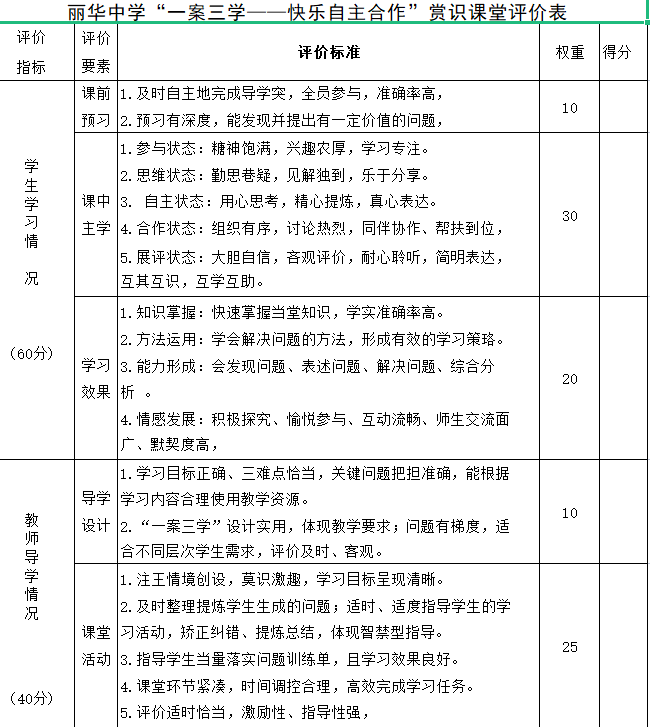 丽华中学“一案三学——快乐自主合作”赏识课堂评价表
评价指标
评价要素
评价标准
权重
得分
学生学习情况
(60分)
课前预习
1.及时自主地完成导学突，全员参与，准确率高，
2.预习有深度，能发现并提出有一定价值的问题，
10
课中主学
1.参与状态：糖神饱满，兴趣农厚，学习专注。
2.思维状态：勤思巷疑，见解独到，乐于分享。
3. 自主状态：用心思考，精心提炼，真心表达。
4.合作状态：组织有序，讨论热烈，同伴协作、帮扶到位，
5.展评状态：大胆自信，吝观评价，耐心聆听，简明表达，
互其互识，互学互助。
30
学习效果
1.知识掌握：快速掌握当堂知识，学实准确率高。
2.方法运用：学会解决问题的方法，形成有效的学习策珞。
3.能力形成：会发现问题、表述问题、解决问题、综合分
析 。
4.情感发展：积极探究、愉悦参与、互动流畅、师生交流面
广、默契度高，
20
教师导学情况
(40分)
导学设计
1.学习目标正确、三难点恰当，关键问题把担准确，能根据
学习内容合理使用教学资源。
2.“一案三学”设计实用，体现教学要求；问题有梯度，适
合不同层次学生需求，评价及时、客观。
10
课堂活动
1.注王情境创设，莫识激趣，学习目标呈现清晰。
2.及时整理提炼学生生成的问题；适时、适度指导学生的学
习活动，矫正纠错、提炼总结，体现智禁型指导。
3.指导学生当量落实问题训练单，且学习效果良好。
4.课堂环节紧凑，时间调控合理，高效完成学习任务。
5.评价适时恰当，激励性、指导性强，
25